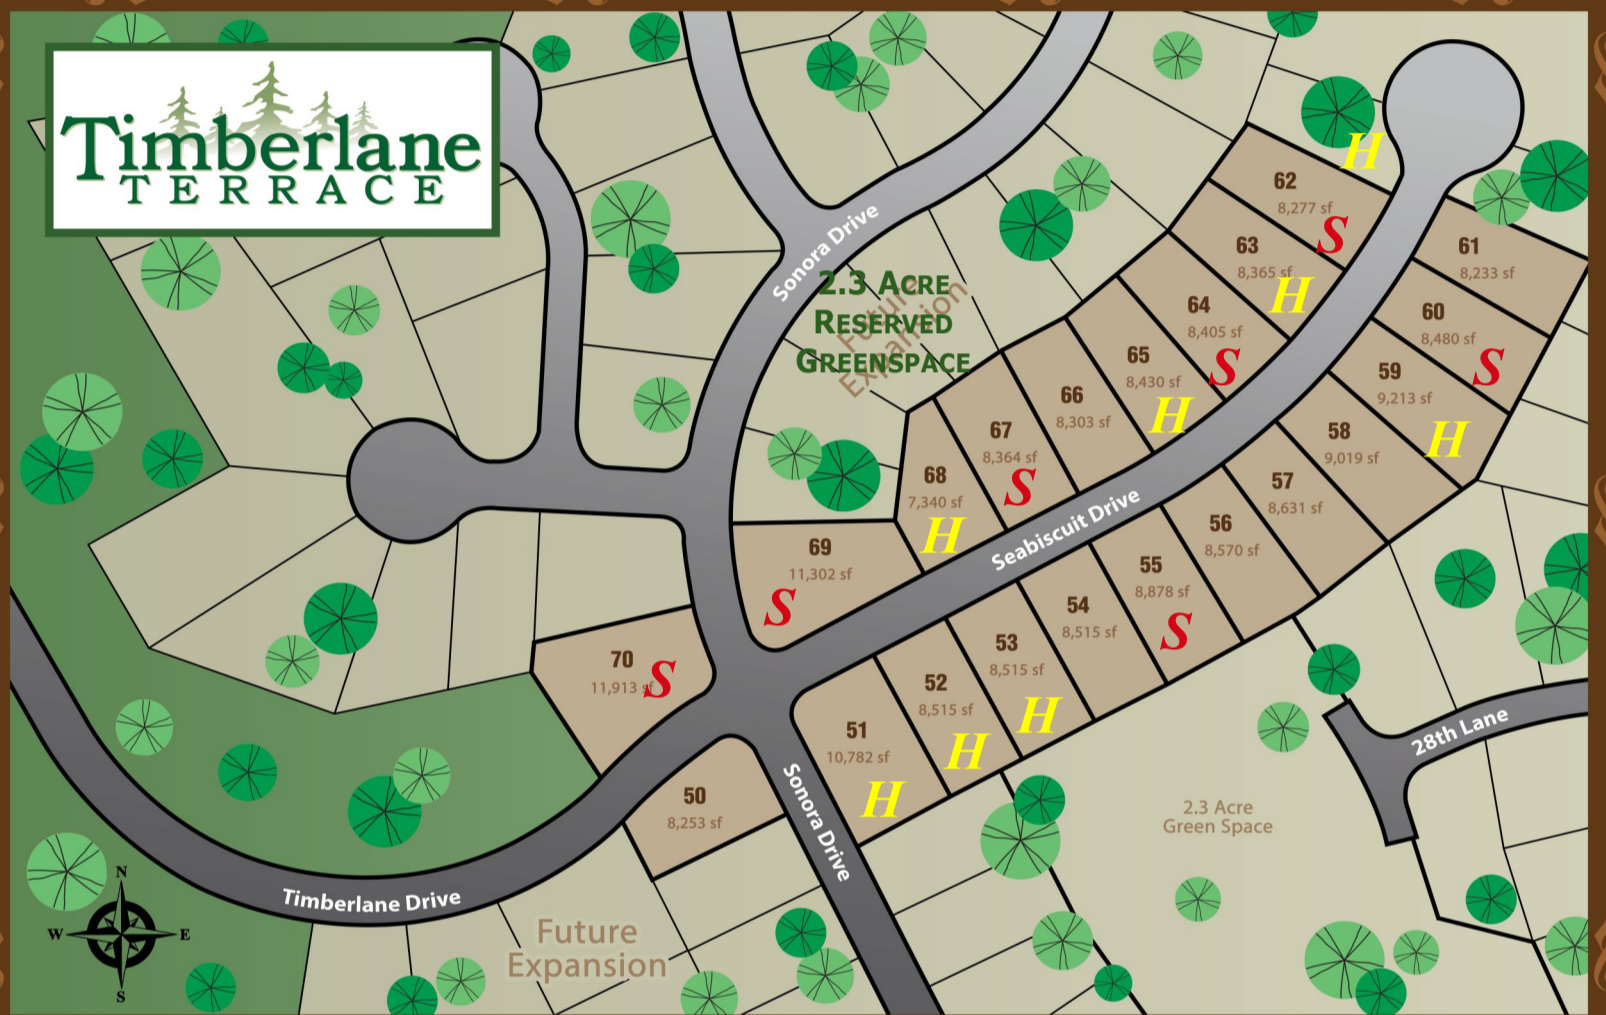 Timberlane
TERRACE
Sonora Drive
2.3 ACRE
RESERVED
GREENSPACE
Future
Expansion
H
62
8,277 sf
S
63
8,365 sf
H
64
8,405 sf
S
65
8,430 sf
H
66
8,303 sf
67
8,364 sf
S
68
7,340 sf
H
69
11,302 sf
S
70
11,913 sf
S
61
8,233 sf
60
8,480 sf
S
59
9,213 sf
H
58
9,019 sf
57
8,631 sf
56
8,570 sf
55
8,878 sf
S
54
8,515 sf
53
8,515 sf
H
52
8,515 sf
H
51
10,782 sf
H
50
8,253 sf
Seabiscuit Drive
Sonora Drive
28th Lane
2.3 Acre
Green Space
Timberlane Drive
Future
Expansion
N
W
E
S